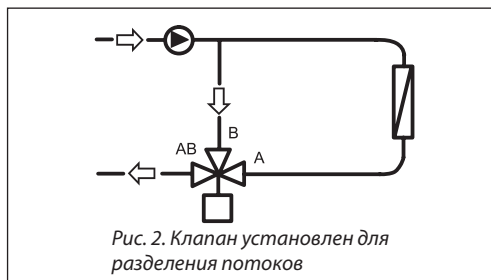 B
AB
A
Рис. 2. Клапан установлен для
разделения потоков